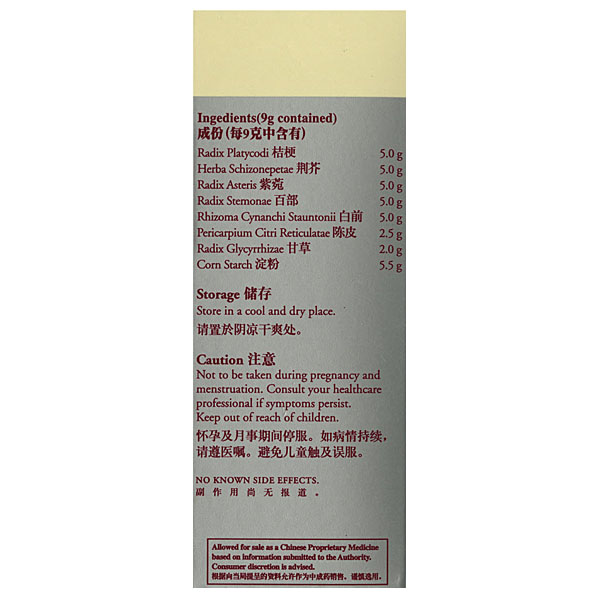 Ingedients(9g contained)
成份(每9克中含有)
Radix Platycodi 桔梗 5.0 g
Herba Schizonepetae 荆芥 5.0 g
Radix Asteris 紫菀 5.0 g
Radix Stemonae 百部 5.0 g
Rhizoma Cynanchi Stauntonii 白前 5.0 g
Pericarpium Citri Reticulatae 陈皮 2.5 g
Radix Glycyrrhizae 甘草 2.0 g
Corn Starch 淀粉 5.5 g
Storage 储存
Store in a cool and dry place.
请置於阴凉干爽处。
Caution 注意
Not to be taken during pregnancy and
menstruation. Consult your healthcare
professional if symptoms persist.
Keep out of reach of children.
怀孕及月事期间停服。如病情持续，
请遵医嘱。避免儿童触及误服。
NO KNOWN SIDE EFFECTS.
副作用尚无报道。
Allowed for sale as a Chinese Proprietary Medicine
based on information submitted to the Authority.
Consumer discretion is advised.
根据向当局提呈的资料允许作为中成药销售。谨慎选用。